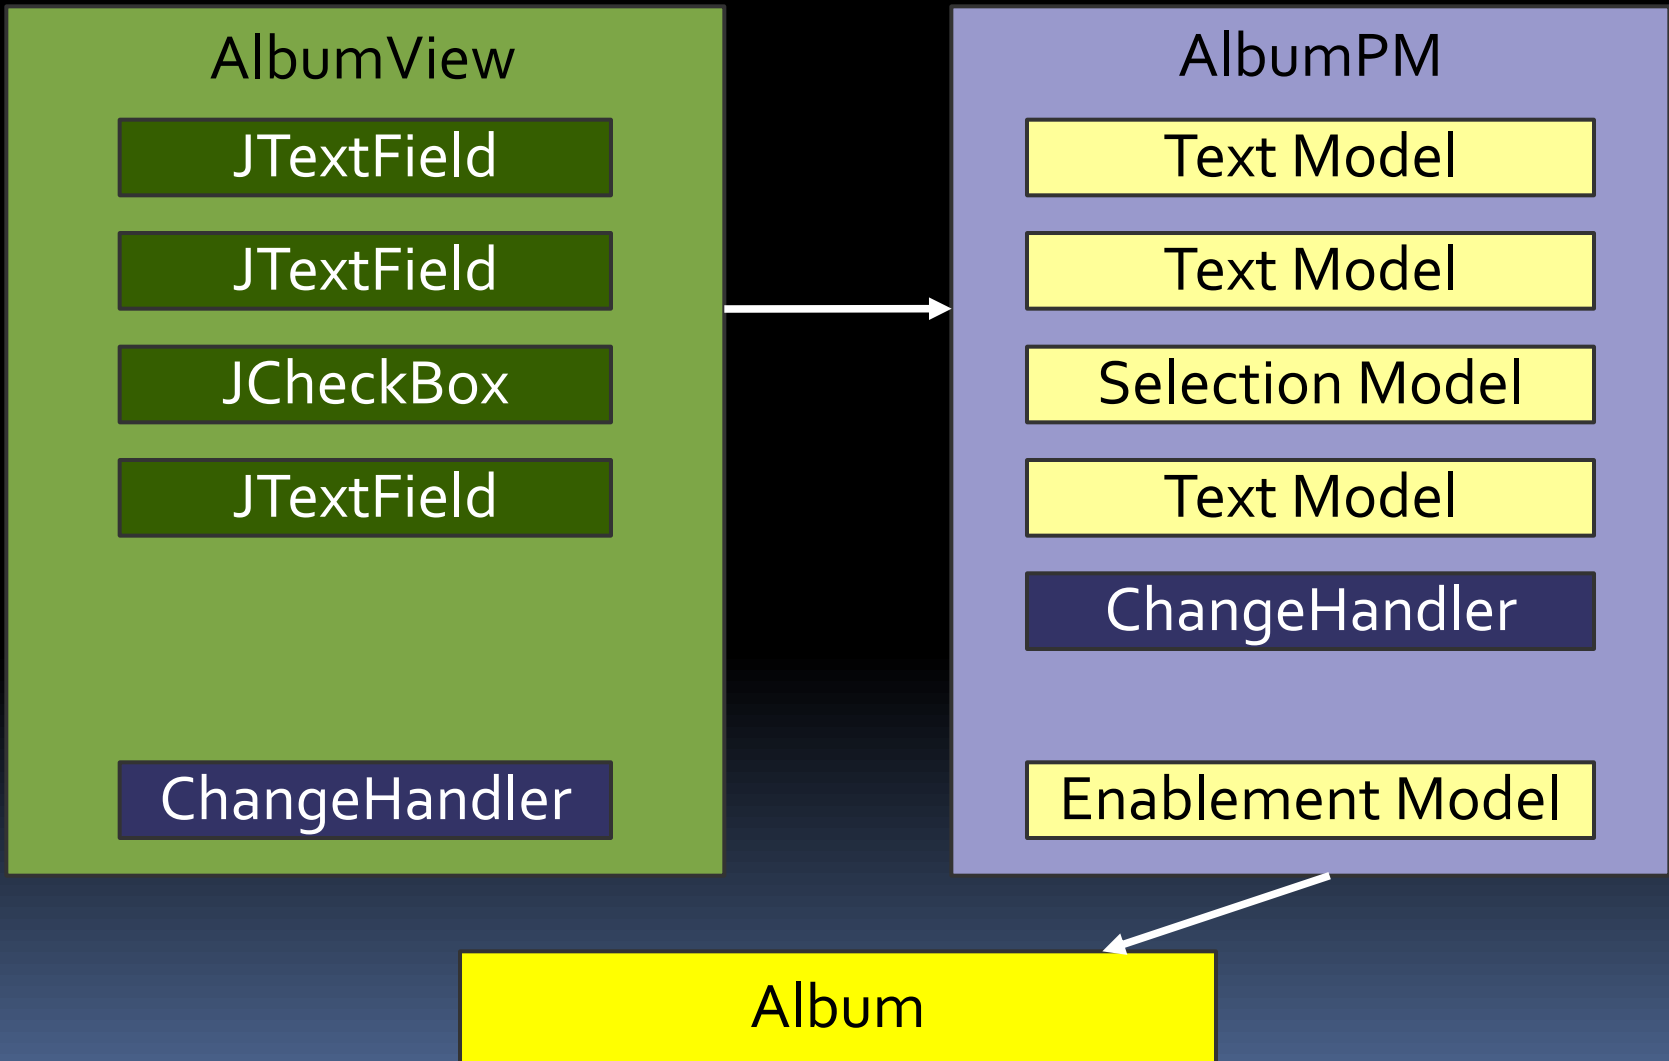 AlbumView
JTextField
JTextField
JCheckBox
JTextField
ChangeHandler
AlbumPM
Text Model
Text Model
Selection Model
Text Model
ChangeHandler
Enablement Model
Album